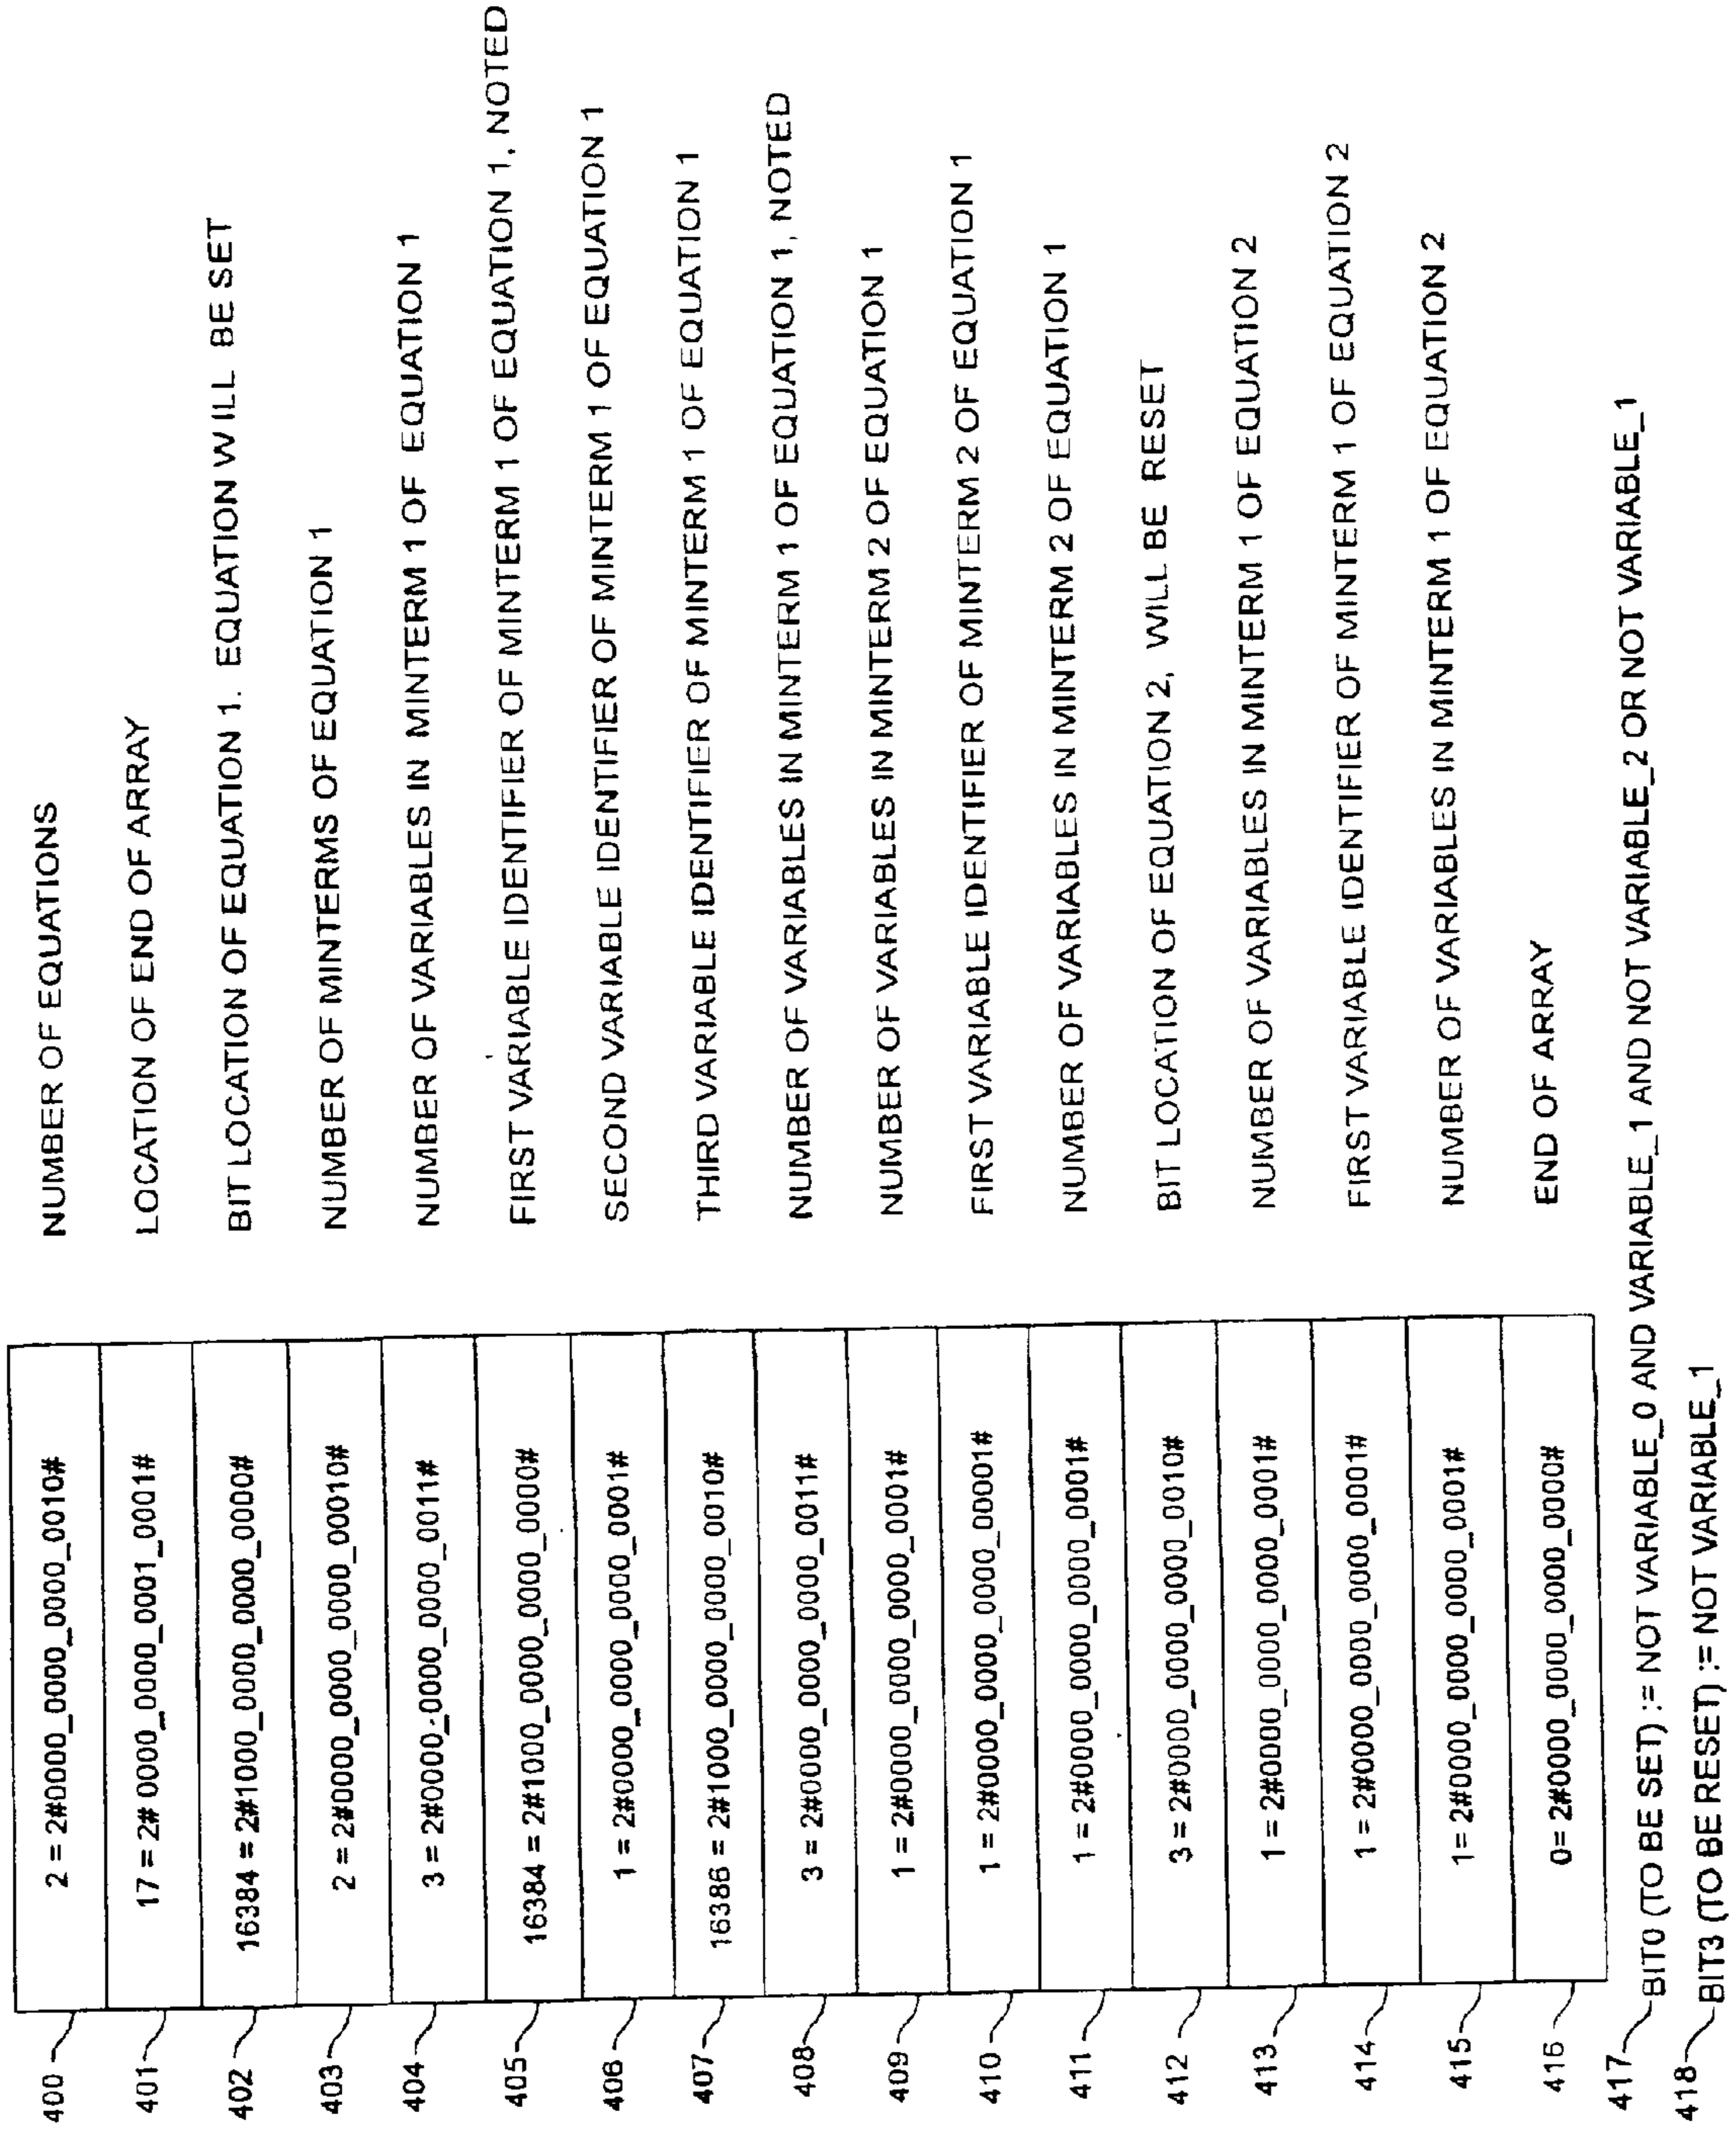 400 2 = 2#0000_0000_0000_0010# NUMBER OF EQUATIONS
401 17 = 2# 0000_0000_0001_0001# LOCATION OF END OF ARRAY
402 16384 = 2#1000_0000_0000_0000# BIT LOCATION OF EQUATION 1. EQUATION WILL BE SET
403 2 = 2#0000_0000_0000_00010# NUMBER OF MINTERMS OF EQUATION 1
404 3 = 2#0000-0000_0000_0011# NUMBER OF VARIABLES IN MINTERM 1 OF EQUATION 1
405 16384 = 2#1000_0000_0000_0000# FIRST VARIABLE IDENTIFIER OF MINTERM 1 OF EQUATION 1, NOTED
406 1 = 2#0000_0000_0000_0001# SECOND VARIABLE IDENTIFIER OF MINTERM 1 OF EQUATION 1
407 16386 = 2#1000_0000_0000_0010# THIRD VARIABLE IDENTIFIER OF MINTERM 1 OF EQUATION 1
408 3 = 2#0000_0000_0000_0011# NUMBER OF VARIABLES IN MINTERM 1 OF EQUATION 1, NOTED
409 1 = 2#0000_0000_0000_0001# NUMBER OF VARIABLES IN MINTERM 2 OF EQUATION 1
410 1 = 2#0000_0000_0000_00001# FIRST VARIABLE IDENTIFIER OF MINTERM 2 OF EQUATION 1
411 1 = 2#0000_0000_0000_0001# NUMBER OF VARIABLES IN MINTERM 2 OF EQUATION 1
412 3 = 2#0000_0000_0000_0010# BIT LOCATION OF EQUATION 2, WILL BE RESET
413 1 = 2#0000_0000_0000_0001# NUMBER OF VARIABLES IN MINTERM 1 OF EQUATION 2
414 1 = 2#0000_0000_0000_0001# FIRST VARIABLE IDENTIFIER OF MINTERM 1 OF EQUATION 2
415 1= 2#0000_0000_0000_0001# NUMBER OF VARIABLES IN MINTERM 1 OF EQUATION 2
416 0= 2#0000_0000_0000_0000# END OF ARRAY
417 BIT0 (TO BE SET) := NOT VARIABLE_0 AND VARIABLE_1 AND NOT VARIABLE_2 OR NOT VARIABLE_1
418 BIT3 (TO BE RESET) := NOT VARIABLE_1